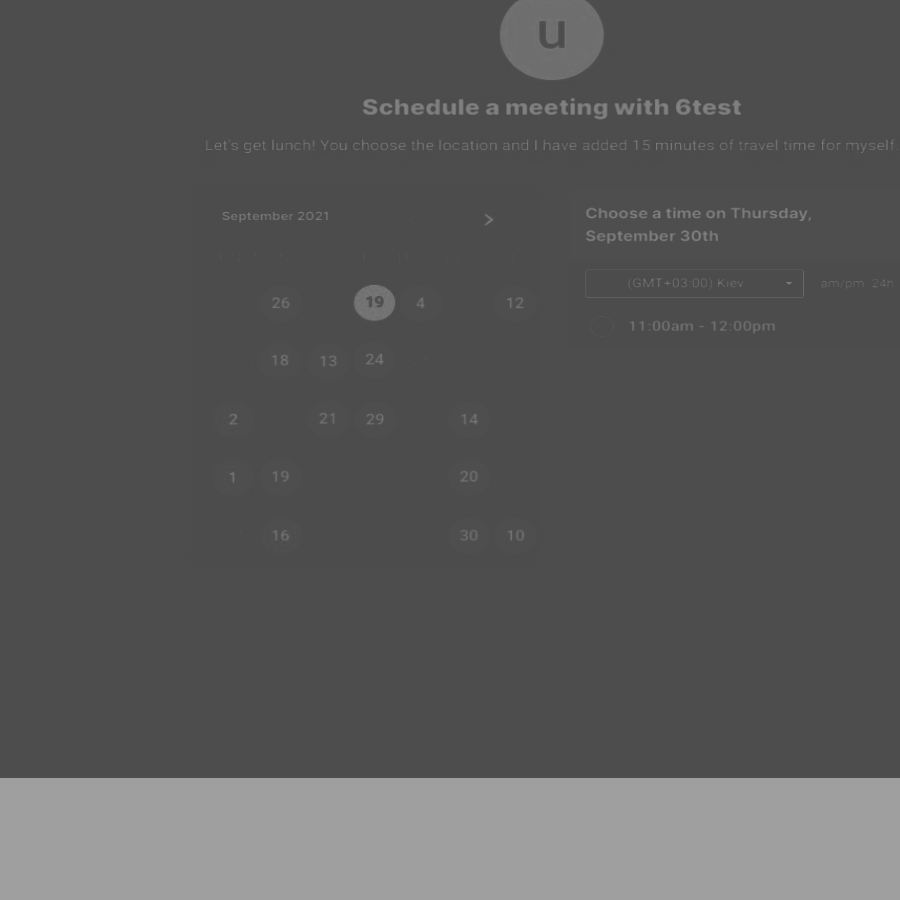 u
Schedule a meeting with 6test
Let's get lunch! You choose the location and I have added 15 minutes of travel time for myself.
September 2021
26 19 4 12
18 13 24
2 21 29 14
1 19 20
16 30 10
Choose a time on Thursday,
September 30th
(GMT+03:00) Kiev am/pm 24h
11:00am - 12:00pm